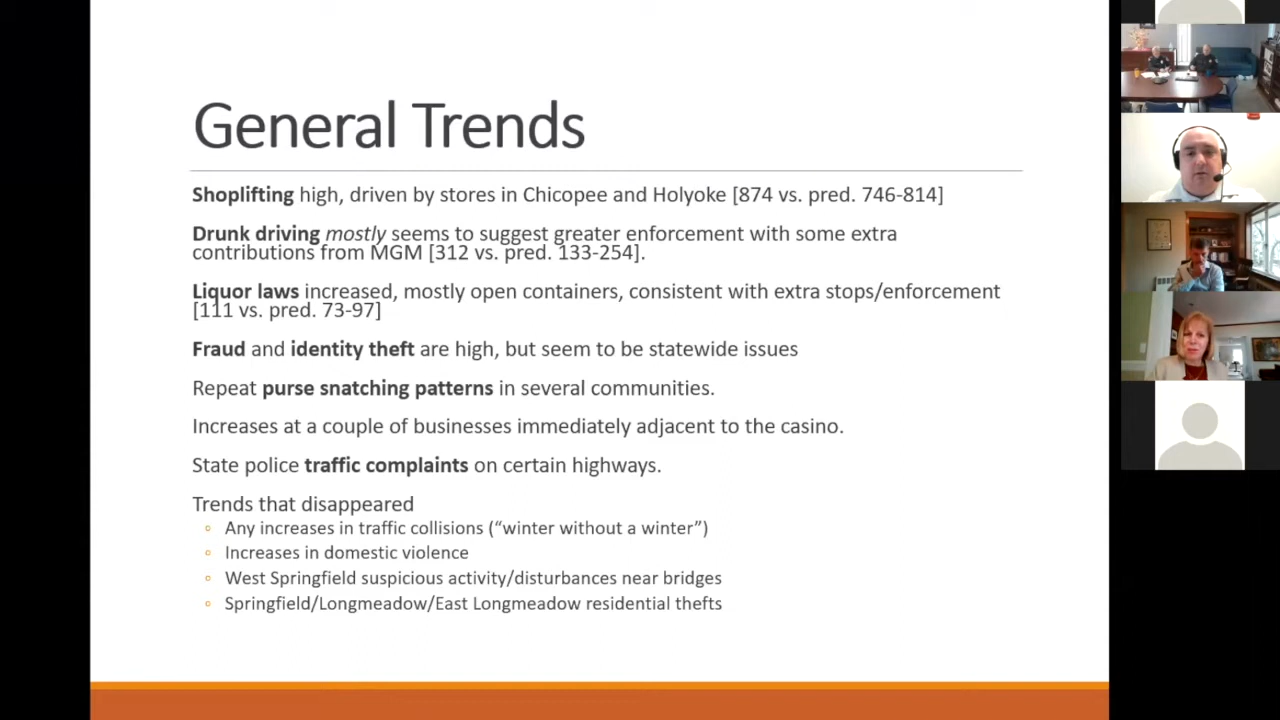 General Trends
Shoplifting high, driven by stores in Chicopee and Holyoke [874 vs. pred. 746-814]
Drunk driving mostly seems to suggest greater enforcement with some extra
contributions from MGM [312 vs. pred. 133-254].
Liquor laws increased, mostly open containers, consistent with extra stops/enforcement
[111 vs. pred. 73-97]
Fraud and identity theft are high, but seem to be statewide issues
Repeat purse snatching patterns in several communities.
Increases at a couple of businesses immediately adjacent to the casino.
State police traffic complaints on certain highways.
Trends that disappeared
◦ Any increases in traffic collisions (“winter without a winter”)
◦ Increases in domestic violence
◦ West Springfield suspicious activity/disturbances near bridges
◦ Springfield/Longmeadow/East Longmeadow residential thefts